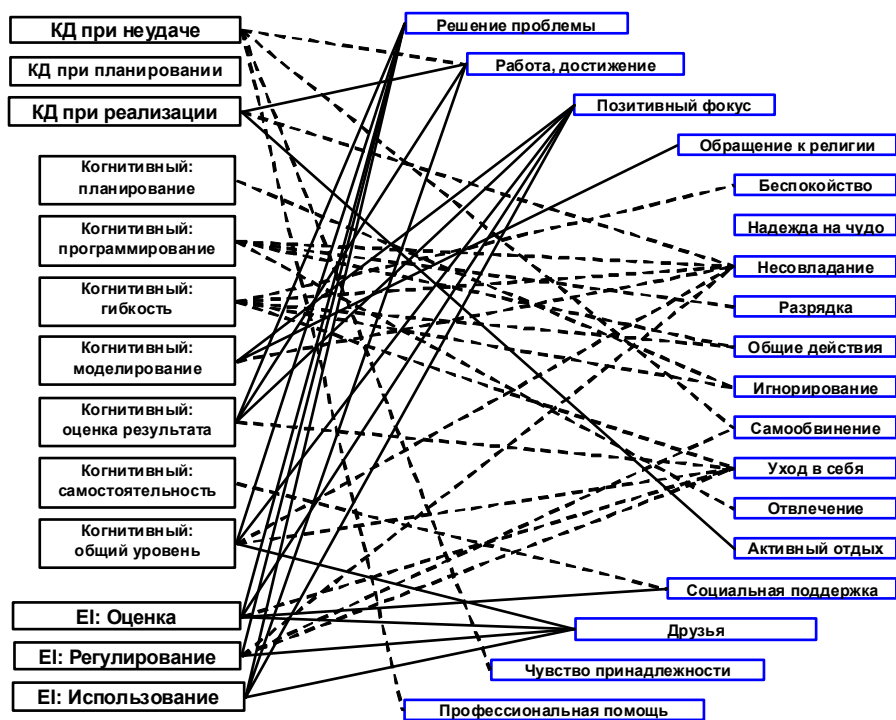 КД при неудаче
КД при планировании
КД при реализации
Когнитивный:
планирование
Когнитивный:
программирование
Когнитивный:
гибкость
Когнитивный:
моделирование
Когнитивный:
оценка результата
Когнитивный:
самостоятельность
Когнитивный:
общий уровень
EI: Оценка
EI: Регулирование
EI: Использование
Решение проблемы
Работа, достижение
Позитивный фокус
Обращение к религии
Беспокойство
Надежда на чудо
Несовладание
Разрядка
Общие действия
Игнорирование
Самообвинение
Уход в себя
Отвлечение
Активный отдых
Социальная поддержка
Друзья
Чувство принадлежности
Профессиональная помощь